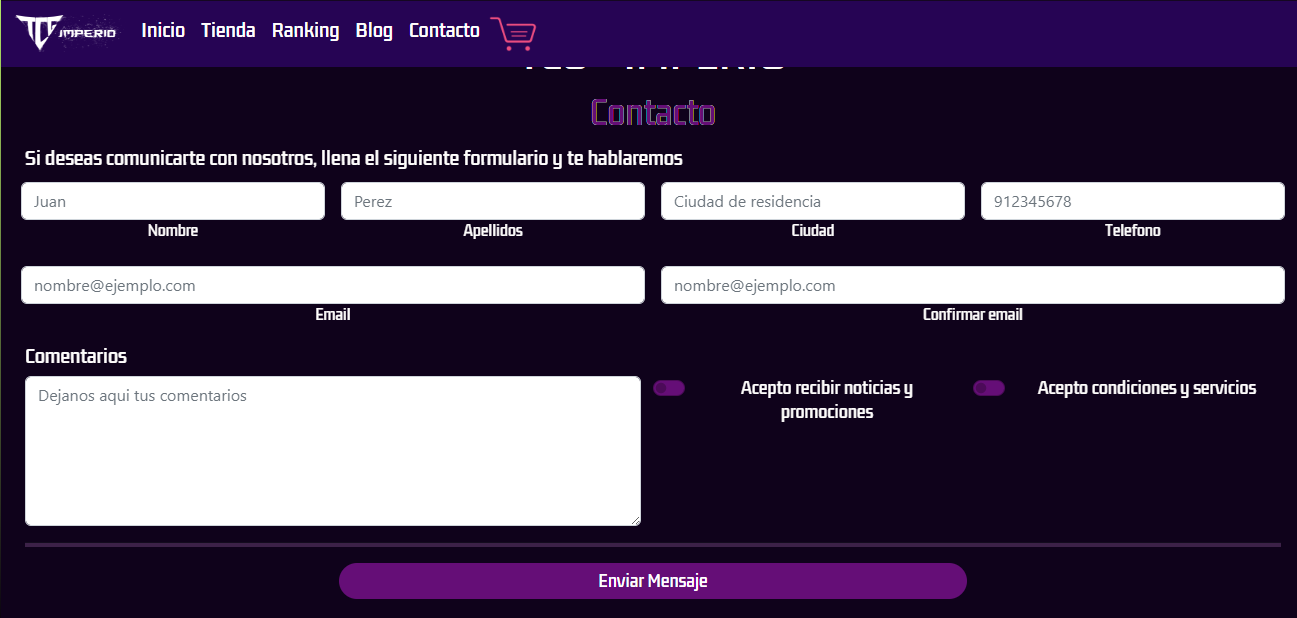 TCG IMPERIO Inicio Tienda Ranking Blog Contacto
Contacto
Si deseas comunicarte con nosotros, llena el siguiente formulario y te hablaremos
Juan Perez Ciudad de residencia 912345678
Nombre Apellidos Ciudad Telefono
nombre@ejemplo.com nombre@ejemplo.com
Email Confirmar email
Comentarios
Dejanos aqui tus comentarios
Acepto recibir noticias y
promociones
Acepto condiciones y servicios
Enviar Mensaje